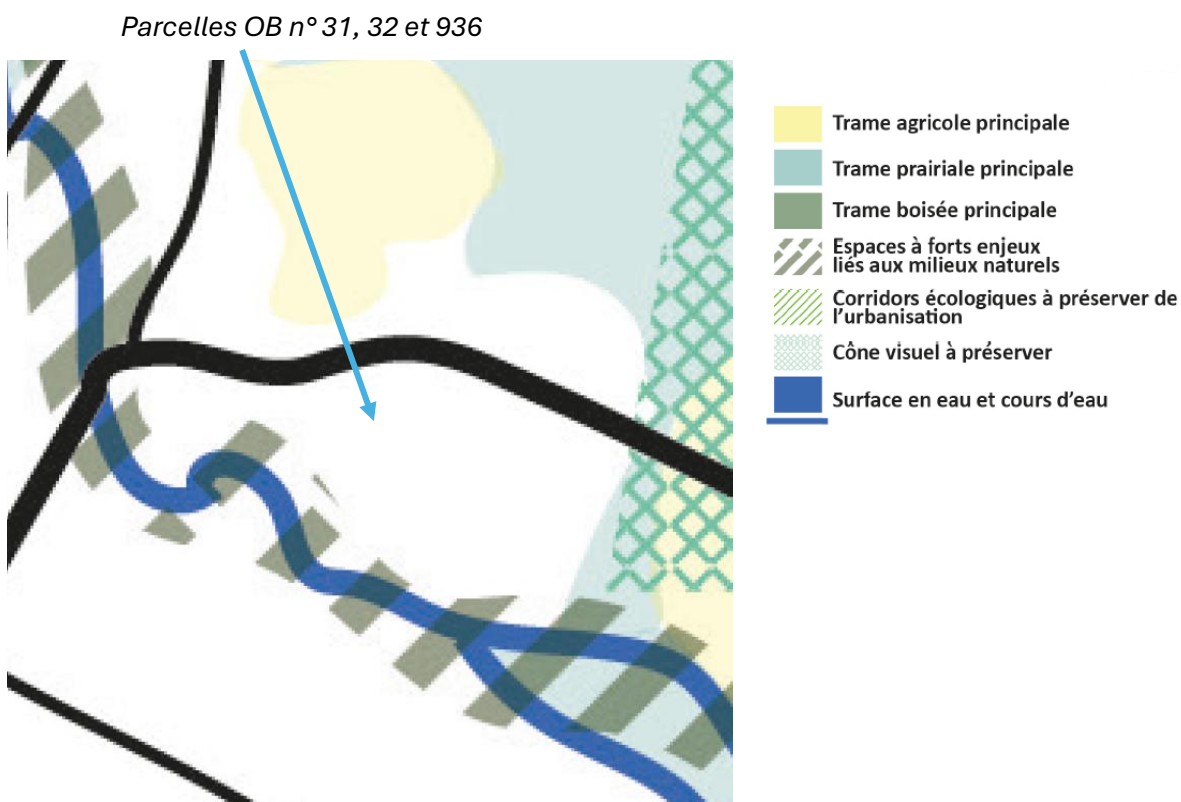 Parcelles OB n° 31, 32 et 936
Trame agricole principale
Trame prairiale principale
Trame boisée principale
Espaces à forts enjeux
liés aux milieux naturels
Corridors écologiques à préserver de
l'urbanisation
Cône visuel à préserver
Surface en eau et cours d'eau